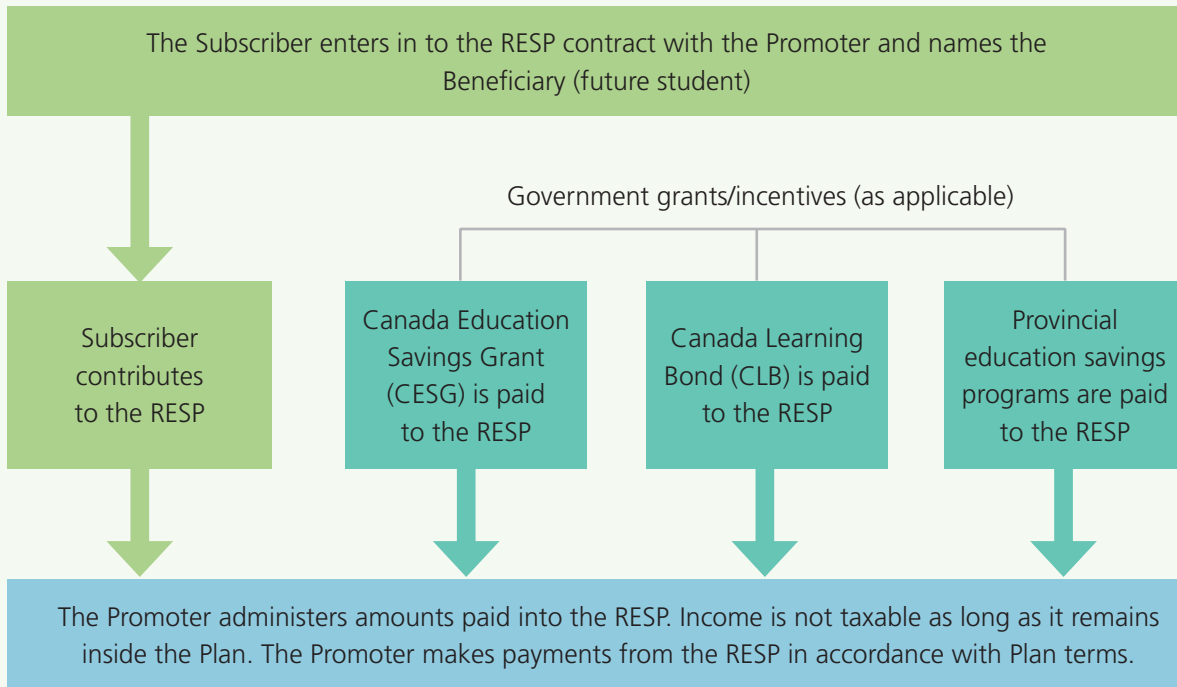 The Subscriber enters in to the RESP contract with the Promoter and names the
Beneficiary (future student)
Government grants/incentives (as applicable)
Subscriber
contributes
to the RESP
Canada Education
Savings Grant
(CESG) is paid
to the RESP
Canada Learning
Bond (CLB) is paid
to the RESP
Provincial
education savings
programs are paid
to the RESP
The Promoter administers amounts paid into the RESP. Income is not taxable as long as it remains
inside the Plan. The Promoter makes payments from the RESP in accordance with Plan terms.